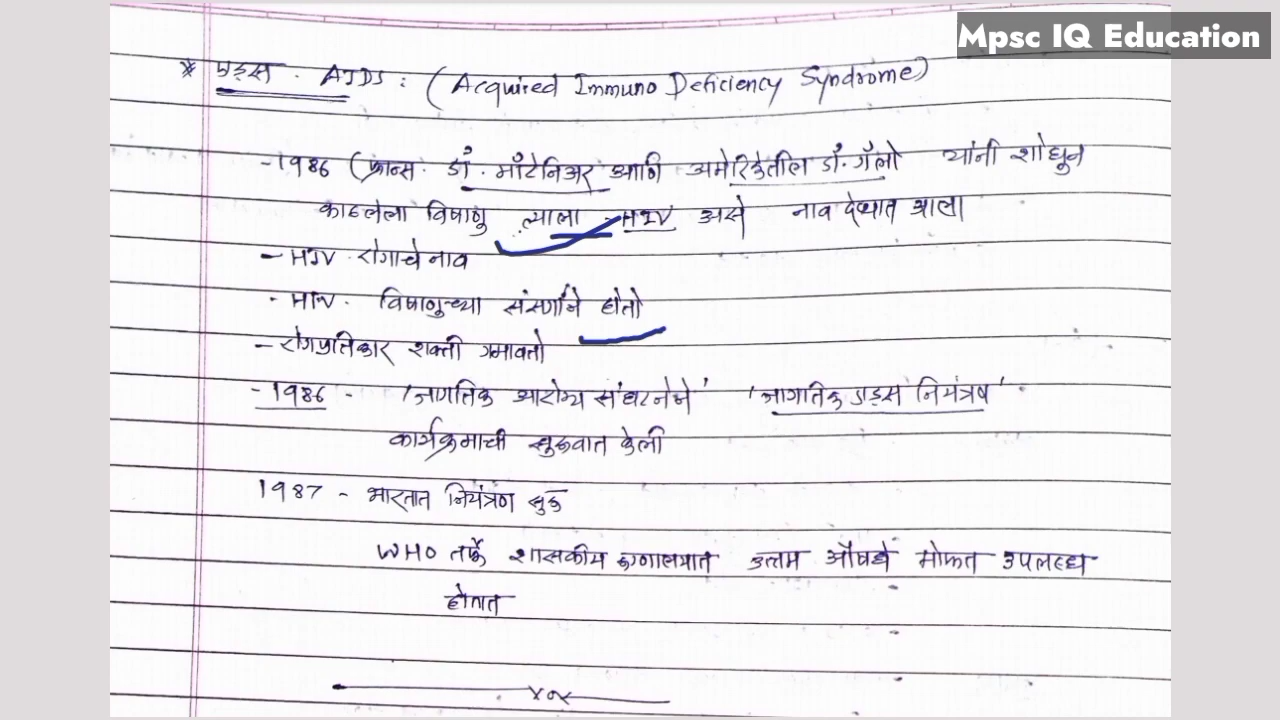 Mpsc IQ Education
* एड्स . AIDS : ( Acquired Immuno Deficiency Syndrome)
- 1986 (फ्रान्स . डॉ . माँटेनिअर आणि अमेरिकेतील डॉ. गॅलो यांनी शोधुन
काढलेला विषाणु त्याला HIV असे नाव देण्यात आला
- HIV . रोगाचे नाव
. HIV . विषाणुच्या संसर्गाने होतो
- रोगप्रतिकार शक्ती गमावतो
- 1986 - 'जागतिक आरोग्य संघटनेने' 'जागतिक एड्स नियंत्रण' .
कार्यक्रमाची सुरुवात केली
1987 - भारतात नियंत्रण सुरु
WHO तर्फे शासकीय रुग्णालयात उत्तम औषधे मोफत उपलब्ध
होतात